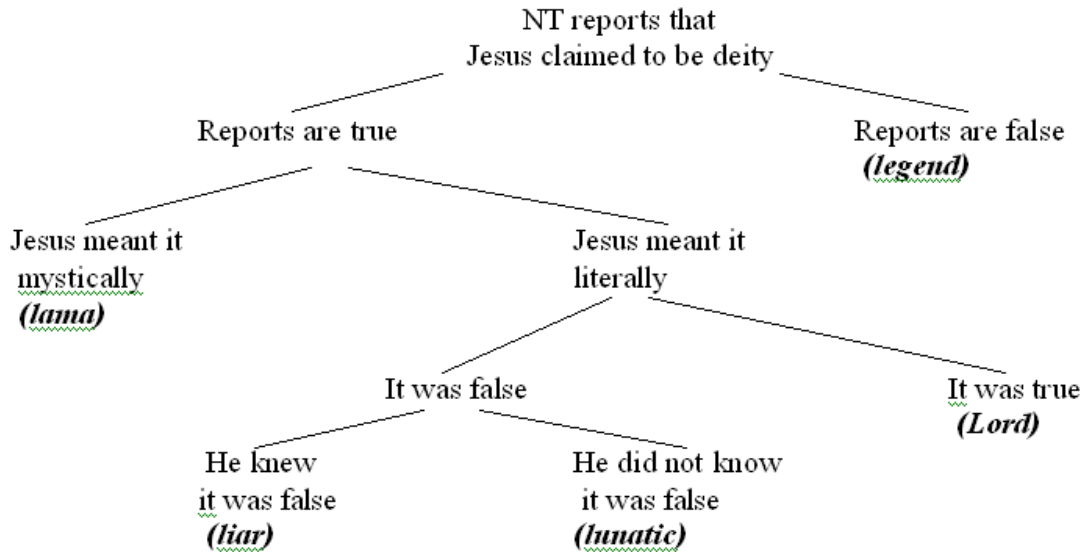 NT reports that
Jesus claimed to be deity
Reports are true
Reports are false
(legend)
Jesus meant it
mystically
(lama)
Jesus meant it
literally
It was false
It was true
(Lord)
He knew
it was false
(liar)
He did not know
it was false
(lunatic)